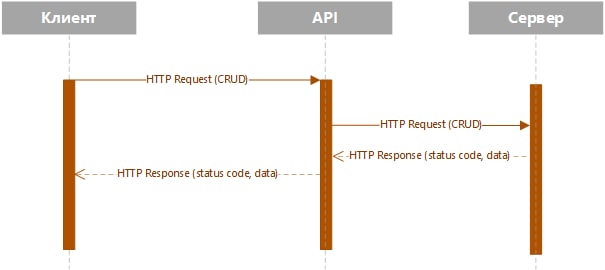 Клиент
API
Сервер
HTTP Request (CRUD)
HTTP Request (CRUD)
HTTP Response (status code, data)
HTTP Response (status code, data)